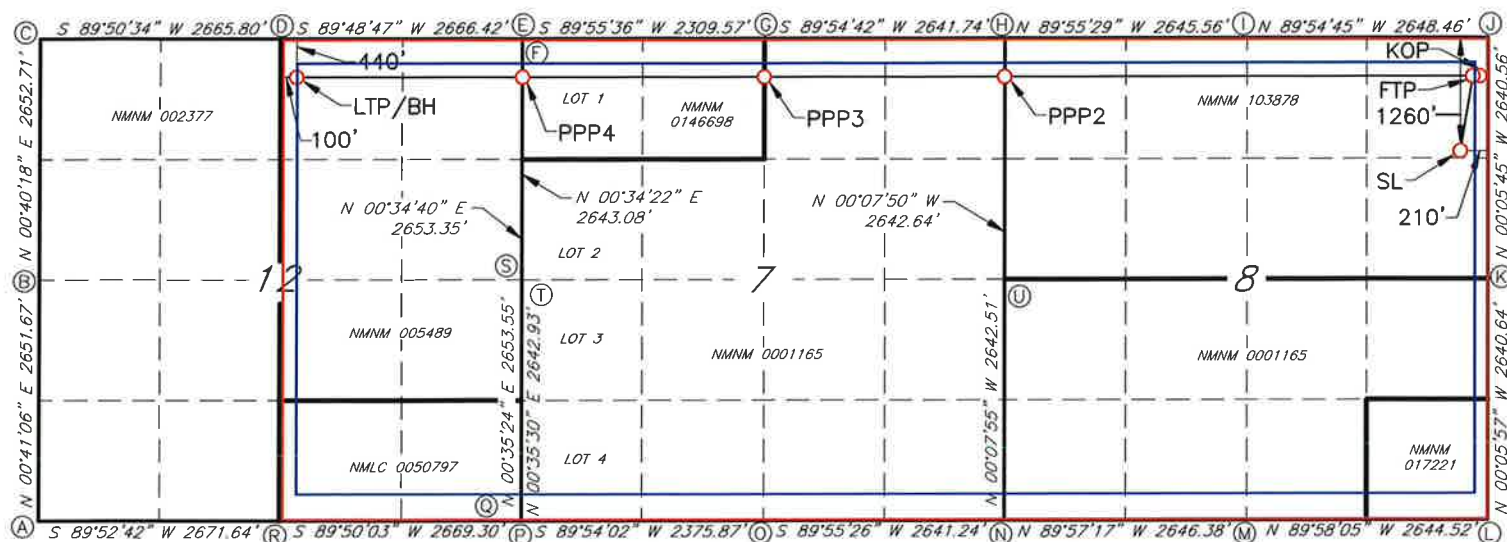 C S 89°50'34" W 2665.80' D S 89°48'47" W 2666.42' E S 89°55'36" W 2309.57' G S 89°54'42" W 2641.74' H N 89°55'29" W 2645.56' I N 89°54'45" W 2648.46' J
F
440'
KOP
LTP/BH
LOT 1
NMNM
0146698
NMNM 002377
NMNM 103878
FTP
1260'
PPP4
PPP3
PPP2
100'
SL
210'
N 00°40'18" E 2652.71'
N 00°34'40" E
2653.35'
N 00°34'22" E
2643.08'
N 00°07'50" W
2642.64'
N 00°05'45" W 2640.56'
LOT 2
B
12
S
T
7
U
8
K
N 00°41'06" E 2651.67'
NMNM 005489
N 00°35'24" E 2653.55'
N 00°35'30" E 2642.93'
LOT 3
NMNM 0001165
N 00°07'55" W 2642.51'
NMNM 0001165
N 00°05'57" W 2640.64'
NMLC 0050797
LOT 4
NMNM
017221
Q
A S 89°52'42" W 2671.64' R S 89°50'03" W 2669.30' P S 89°54'02" W 2375.87' O S 89°55'26" W 2641.24' N N 89°57'17" W 2646.38' M N 89°58'05" W 2644.52' L